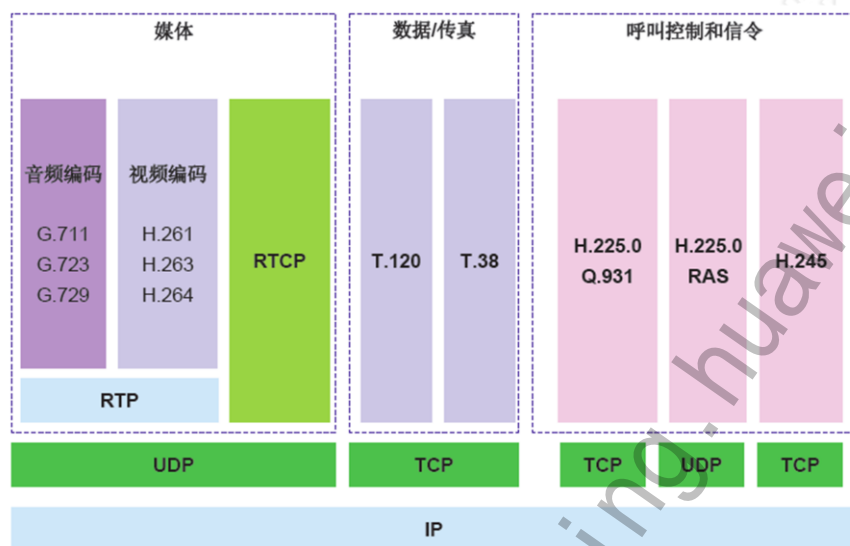 媒体
数据/传真
呼叫控制和信令
音频编码
G.711
G.723
G.729
视频编码
H.261
H.263
H.264
RTCP
T.120
T.38
H.225.0
Q.931
H.225.0
RAS
H.245
RTP
UDP
TCP
TCP
UDP
TCP
IP
ing.huawei.